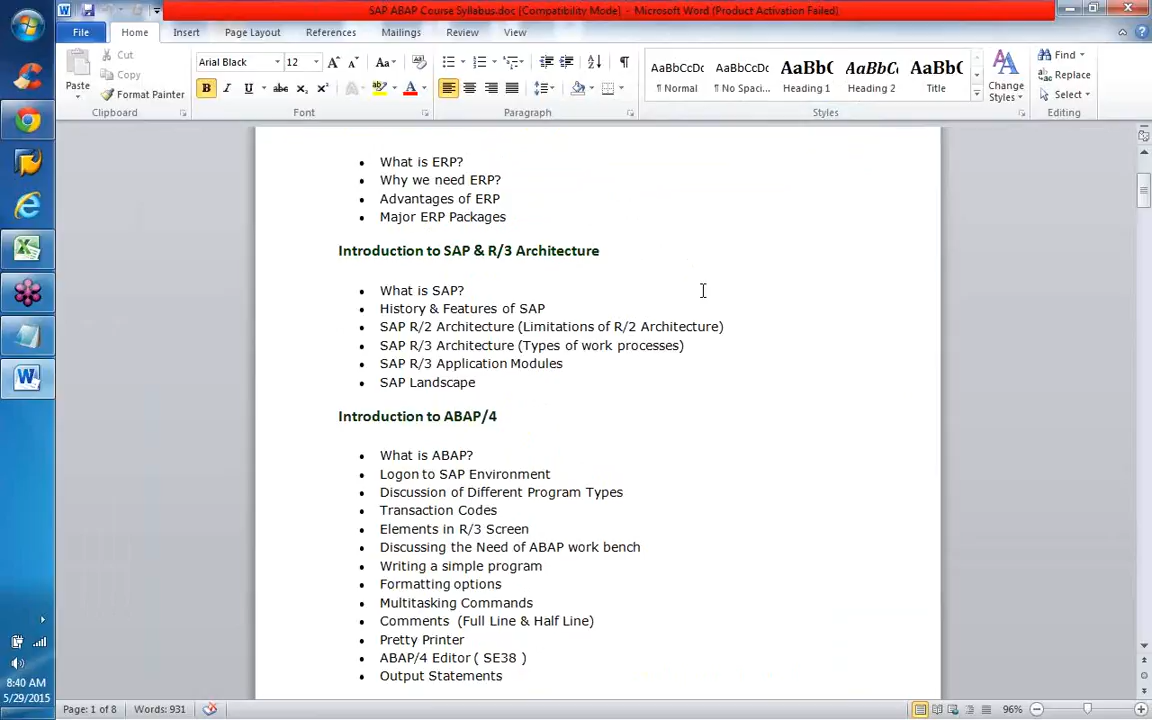 SAP ABAP Course Syllabus.doc [Compatibility Mode] - Microsoft Word (Product Activation Failed)
File Home Insert Page Layout References Mailings Review View
Paste
Cut
Copy
Format Painter
Clipboard
Arial Black 12
Font
Paragraph
AaBbCcDc AaBbCcDc AaBbC AaBbC AaBbC
¶ Normal ¶ No Spaci... Heading 1 Heading 2 Title
Change Styles
Styles
Find
Replace
Select
Editing
• What is ERP?
• Why we need ERP?
• Advantages of ERP
• Major ERP Packages
Introduction to SAP & R/3 Architecture
• What is SAP?
• History & Features of SAP
• SAP R/2 Architecture (Limitations of R/2 Architecture)
• SAP R/3 Architecture (Types of work processes)
• SAP R/3 Application Modules
• SAP Landscape
Introduction to ABAP/4
• What is ABAP?
• Logon to SAP Environment
• Discussion of Different Program Types
• Transaction Codes
• Elements in R/3 Screen
• Discussing the Need of ABAP work bench
• Writing a simple program
• Formatting options
• Multitasking Commands
• Comments (Full Line & Half Line)
• Pretty Printer
• ABAP/4 Editor ( SE38 )
• Output Statements
8:40 AM
5/29/2015
Page: 1 of 8 Words: 931 96%